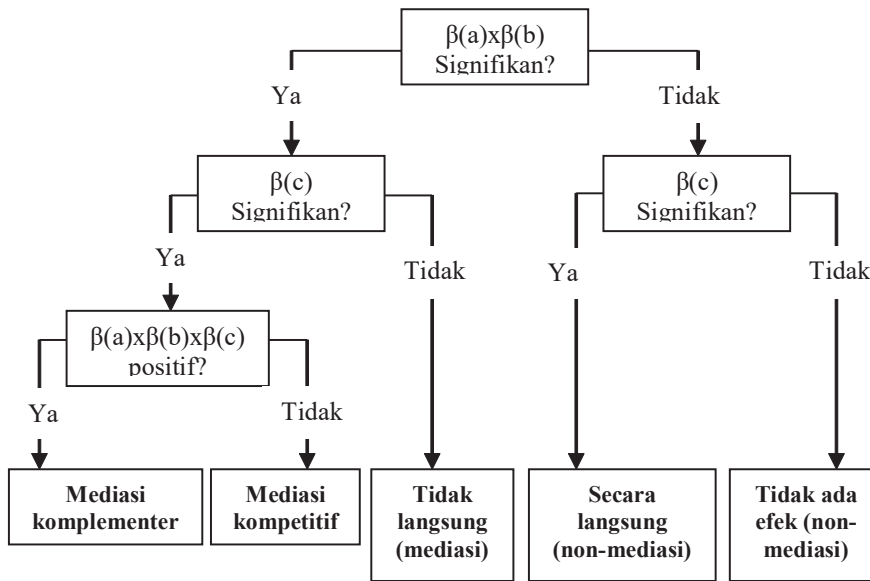 β(a)xβ(b)
Signifikan?
Ya
Tidak
β(c)
Signifikan?
β(c)
Signifikan?
Ya
Tidak
Ya
Tidak
β(a)xβ(b)xβ(c)
positif?
Ya
Tidak
Mediasi
komplementer
Mediasi
kompetitif
Tidak
langsung
(mediasi)
Secara
langsung
(non-mediasi)
Tidak ada
efek (non-
mediasi)